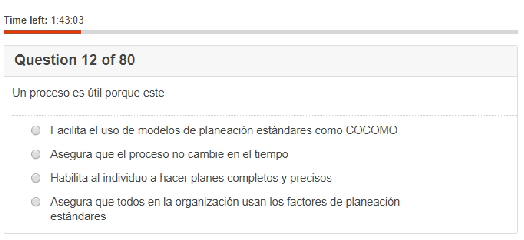 Time left: 1:43:03
Question 12 of 80
Un proceso es útil porque este
Facilita el uso de modelos de planeación estándares como COCOMO
Asegura que el proceso no cambie en el tiempo
Habilita al individuo a hacer planes completos y precisos
Asegura que todos en la organización usan los factores de planeación
estándares